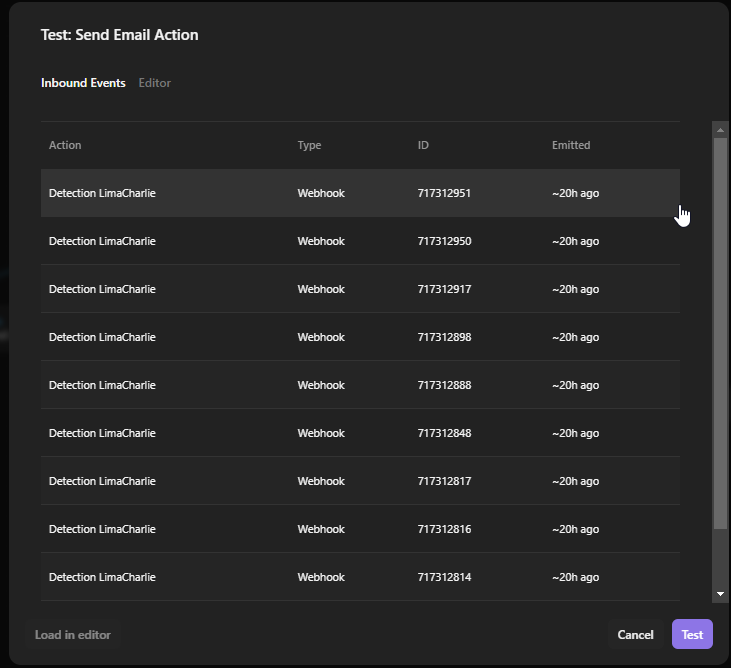 Test: Send Email Action
Inbound Events Editor
Action Type ID Emitted
Detection LimaCharlie Webhook 717312951 ~20h ago
Detection LimaCharlie Webhook 717312950 ~20h ago
Detection LimaCharlie Webhook 717312917 ~20h ago
Detection LimaCharlie Webhook 717312898 ~20h ago
Detection LimaCharlie Webhook 717312888 ~20h ago
Detection LimaCharlie Webhook 717312848 ~20h ago
Detection LimaCharlie Webhook 717312817 ~20h ago
Detection LimaCharlie Webhook 717312816 ~20h ago
Detection LimaCharlie Webhook 717312814 ~20h ago
Load in editor Cancel Test